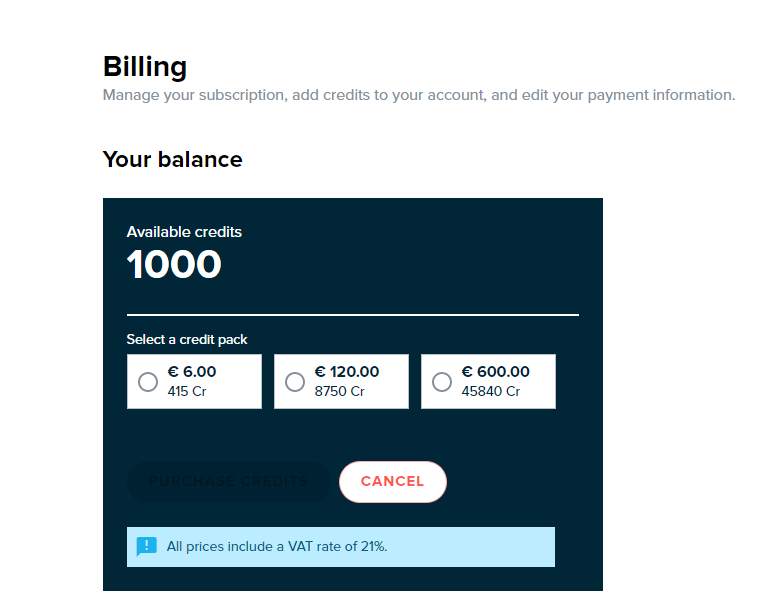 Billing
Manage your subscription, add credits to your account, and edit your payment information.
Your balance
Available credits
1000
Select a credit pack
€ 6.00
415 Cr
€ 120.00
8750 Cr
€ 600.00
45840 Cr
PURCHASE CREDITS
CANCEL
All prices include a VAT rate of 21%.